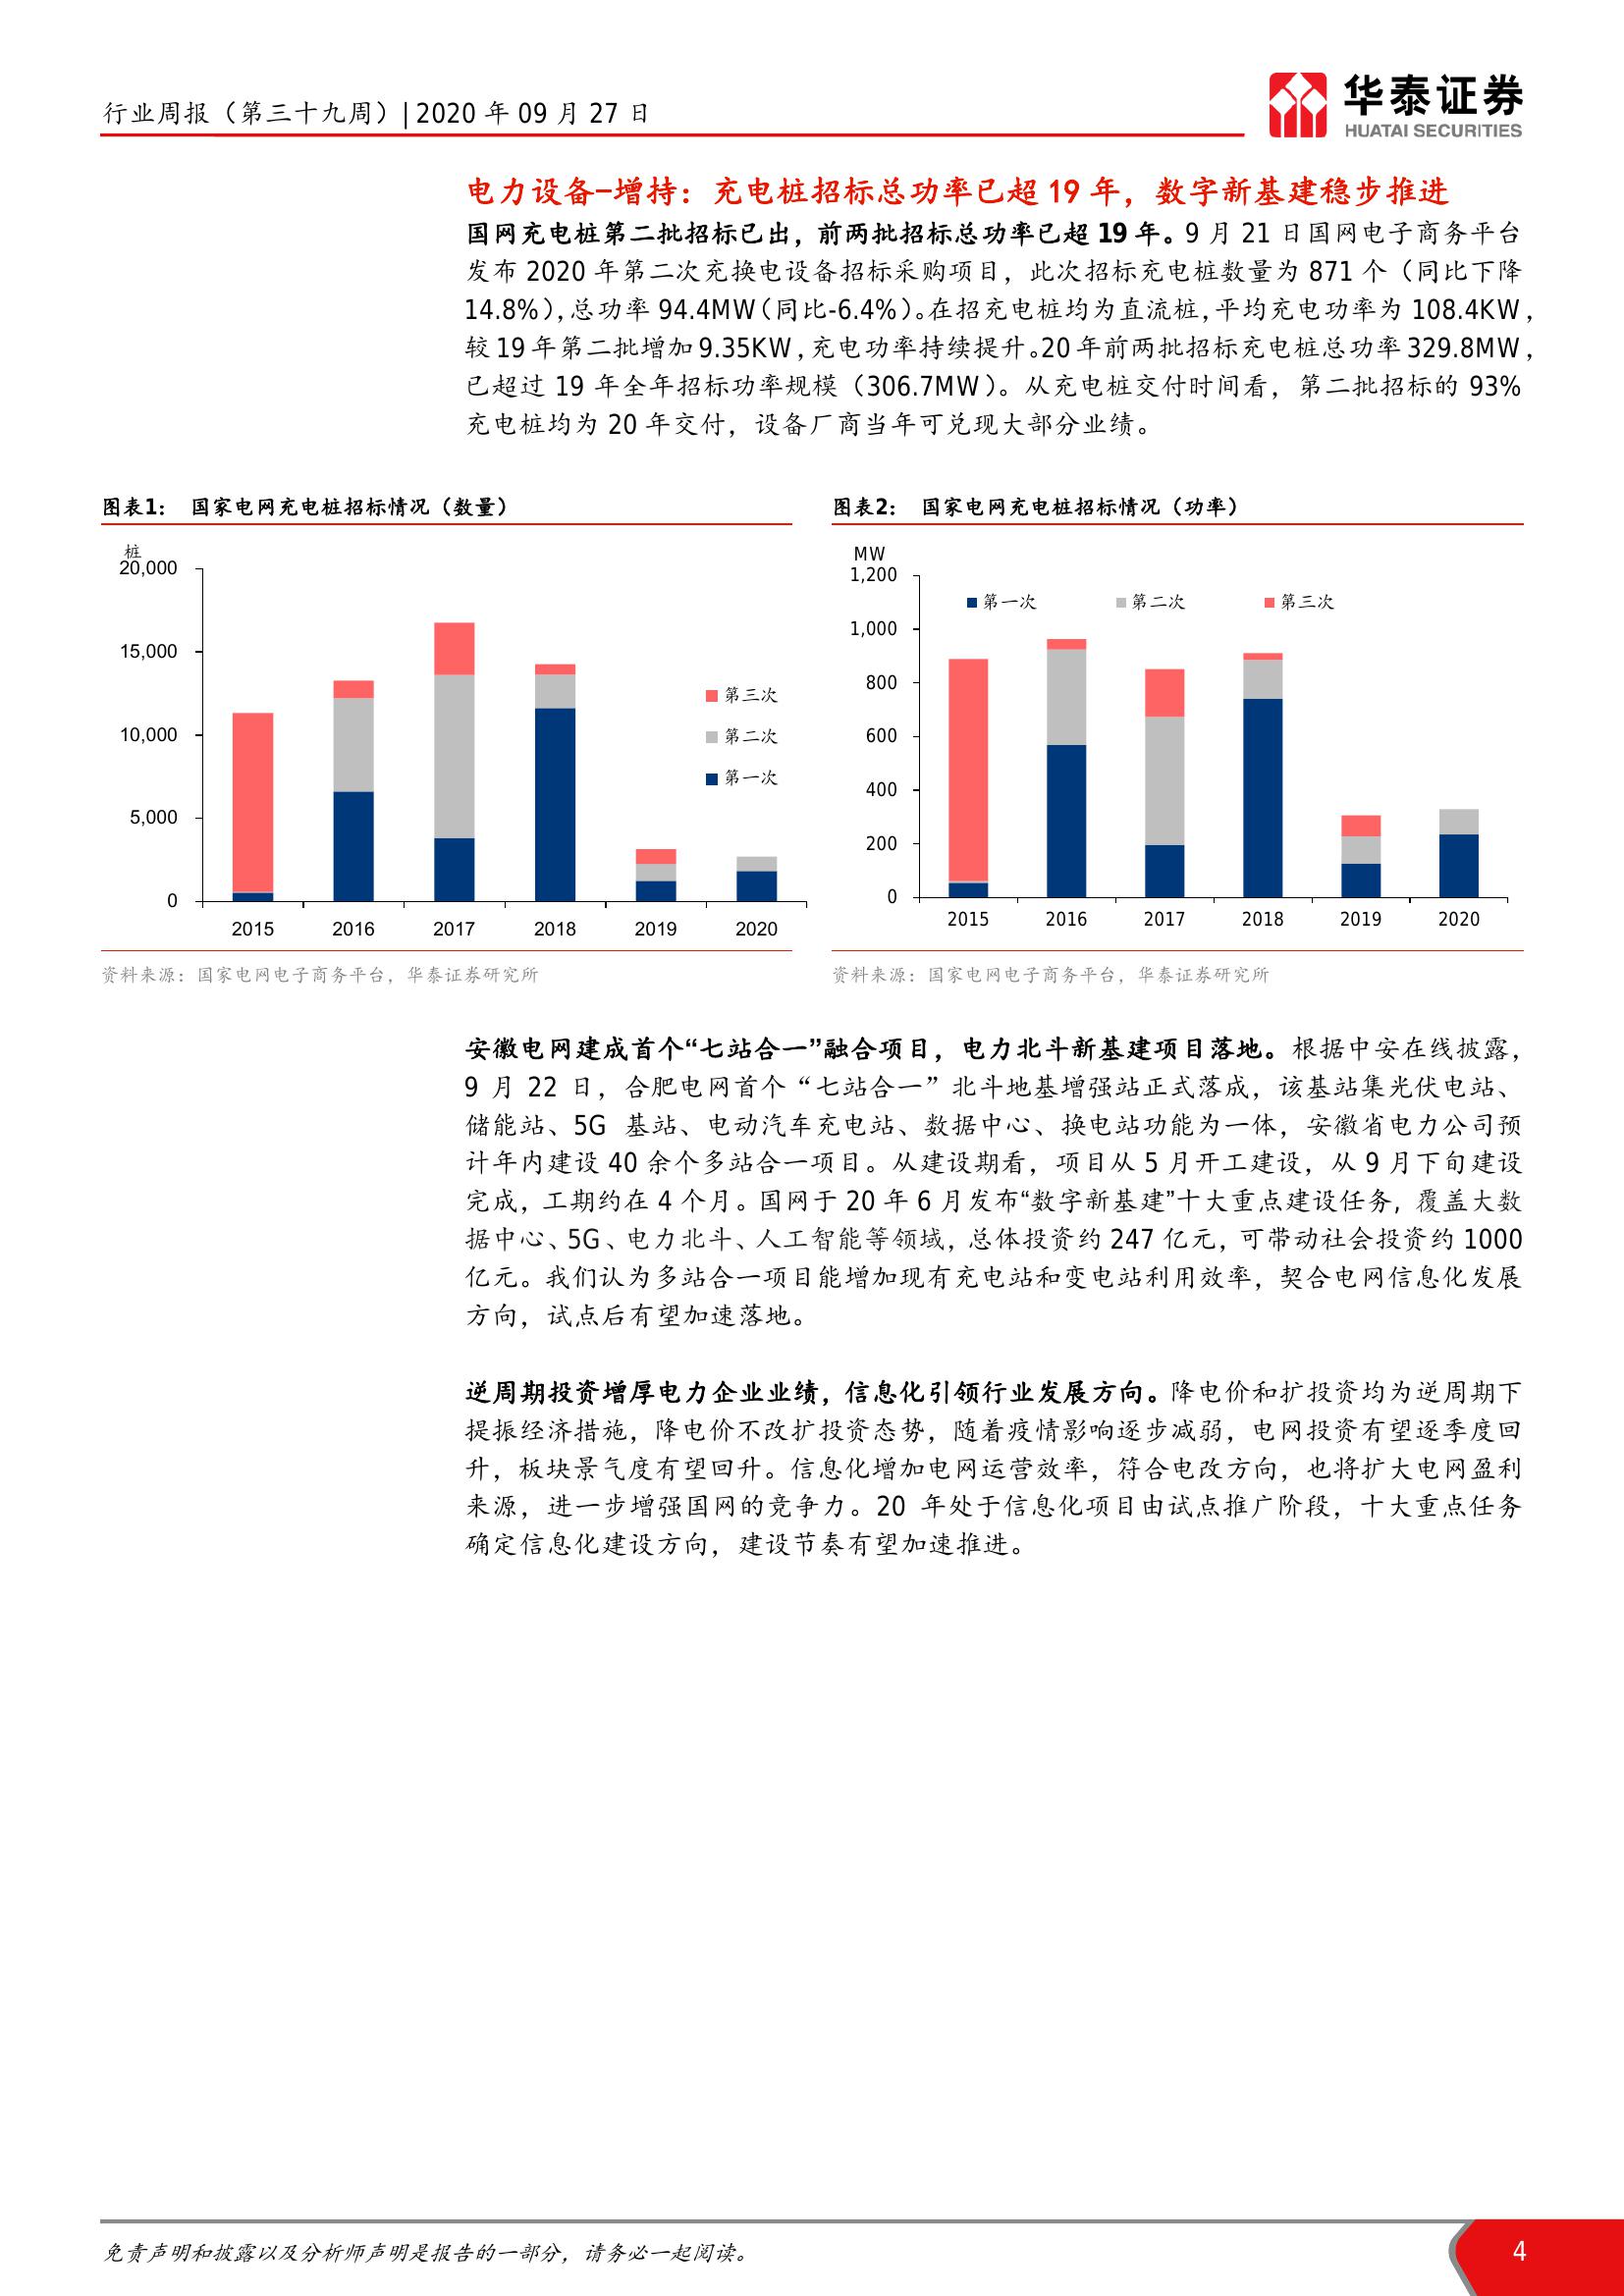 行业周报（第三十九周）| 2020 年 09 月 27 日
华泰证券
HUATAI SECURITIES
电力设备-增持：充电桩招标总功率已超 19 年，数字新基建稳步推进
国网充电桩第二批招标已出，前两批招标总功率已超 19 年。9 月 21 日国网电子商务平台
发布 2020 年第二次充换电设备招标采购项目，此次招标充电桩数量为 871 个（同比下降
14.8%），总功率 94.4MW（同比-6.4%）。在招充电桩均为直流桩，平均充电功率为 108.4KW，
较 19 年第二批增加 9.35KW，充电功率持续提升。20 年前两批招标充电桩总功率 329.8MW，
已超过 19 年全年招标功率规模（306.7MW）。从充电桩交付时间看，第二批招标的 93%
充电桩均为 20 年交付，设备厂商当年可兑现大部分业绩。
图表1： 国家电网充电桩招标情况（数量）
桩
20,000
15,000
10,000
5,000
0
第三次
第二次
第一次
2015 2016 2017 2018 2019 2020
资料来源：国家电网电子商务平台，华泰证券研究所
图表2： 国家电网充电桩招标情况（功率）
MW
1,200
1,000
800
600
400
200
0
第一次 第二次 第三次
2015 2016 2017 2018 2019 2020
资料来源：国家电网电子商务平台，华泰证券研究所
安徽电网建成首个“七站合一”融合项目，电力北斗新基建项目落地。根据中安在线披露，
9 月 22 日，合肥电网首个“七站合一”北斗地基增强站正式落成，该基站集光伏电站、
储能站、5G 基站、电动汽车充电站、数据中心、换电站功能为一体，安徽省电力公司预
计年内建设 40 余个多站合一项目。从建设期看，项目从 5 月开工建设，从 9 月下旬建设
完成，工期约在 4 个月。国网于 20 年 6 月发布“数字新基建”十大重点建设任务，覆盖大数
据中心、5G、电力北斗、人工智能等领域，总体投资约 247 亿元，可带动社会投资约 1000
亿元。我们认为多站合一项目能增加现有充电站和变电站利用效率，契合电网信息化发展
方向，试点后有望加速落地。
逆周期投资增厚电力企业业绩，信息化引领行业发展方向。降电价和扩投资均为逆周期下
提振经济措施，降电价不改扩投资态势，随着疫情影响逐步减弱，电网投资有望逐季度回
升，板块景气度有望回升。信息化增加电网运营效率，符合电改方向，也将扩大电网盈利
来源，进一步增强国网的竞争力。20 年处于信息化项目由试点推广阶段，十大重点任务
确定信息化建设方向，建设节奏有望加速推进。
免责声明和披露以及分析师声明是报告的一部分，请务必一起阅读。
4